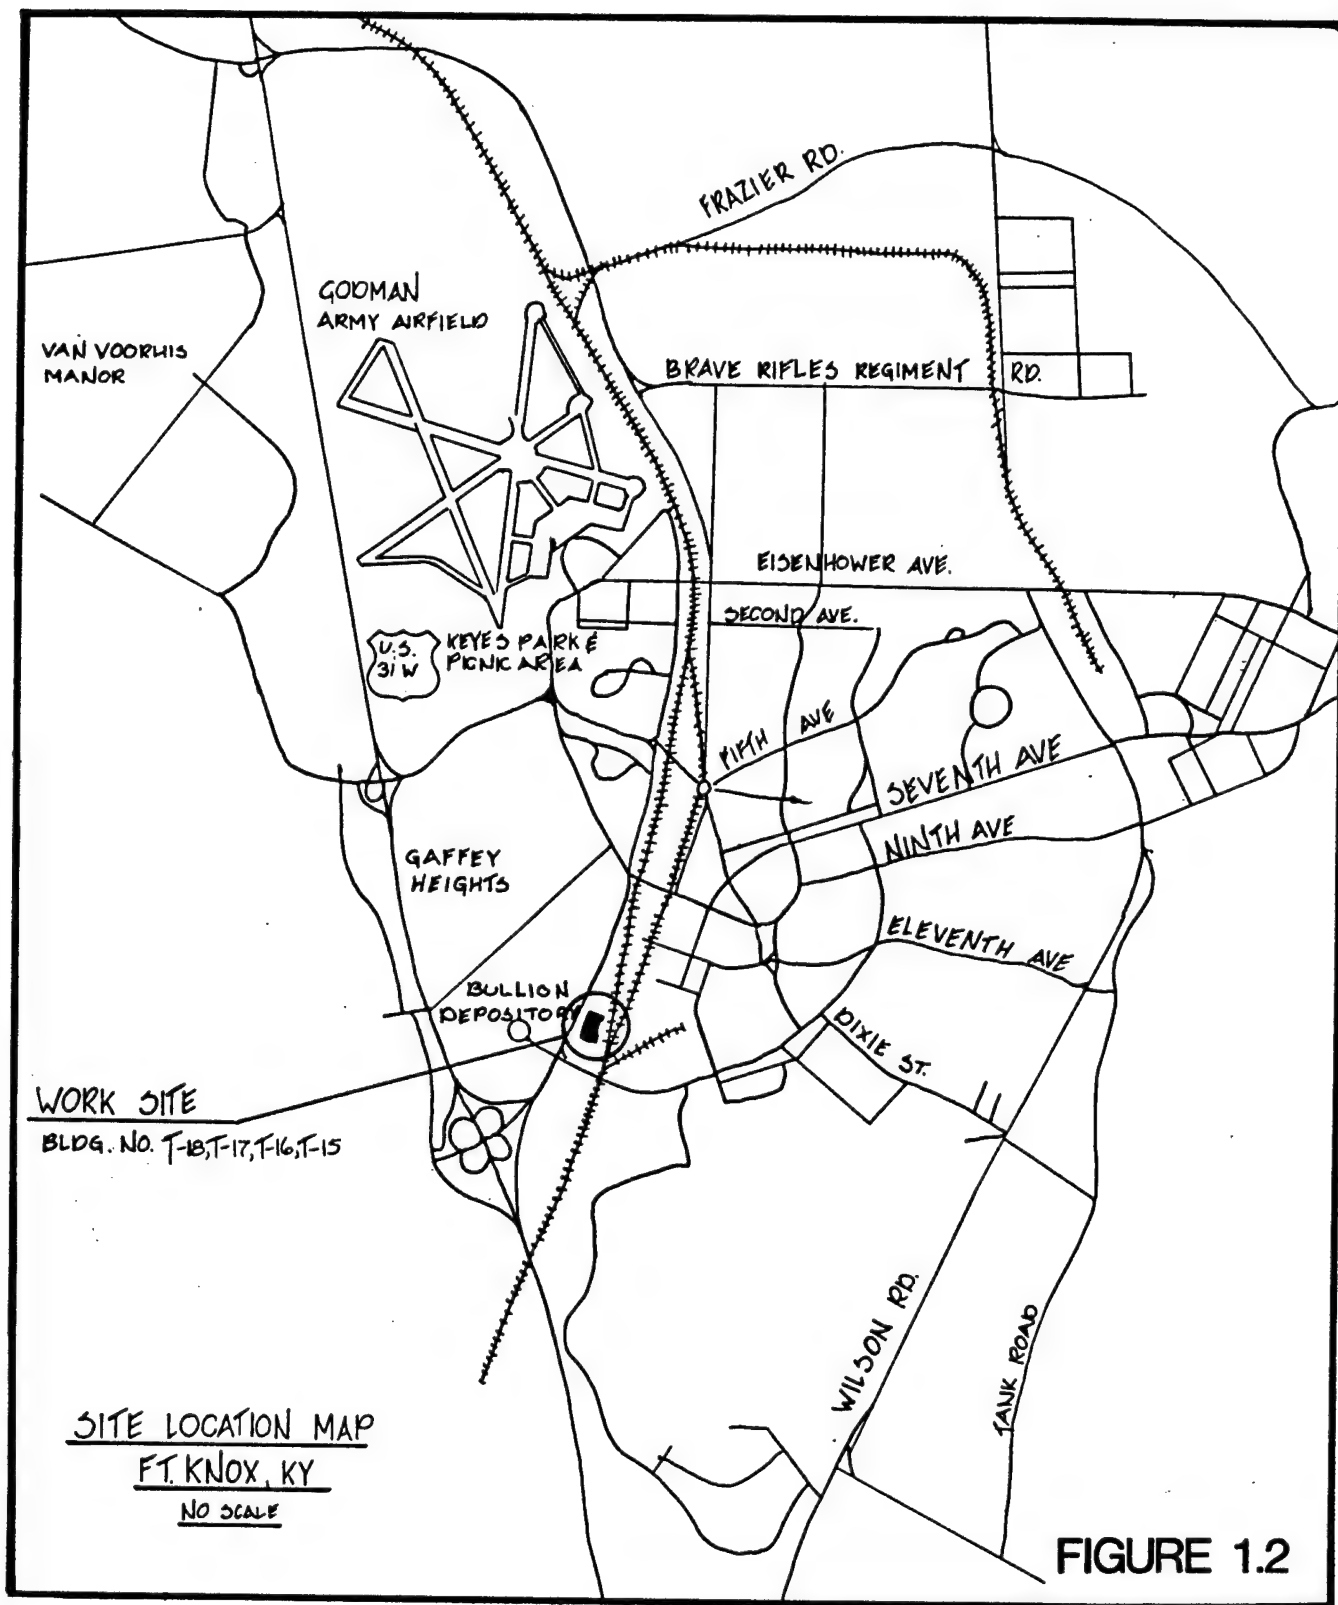 FRAZIER RD.
GODMAN
ARMY AIRFIELD
VAN VOORHIS
MANOR
BRAVE RIFLES REGIMENT RD.
EISENHOWER AVE.
SECOND AVE.
U.S.
31W
KEYES PARK &
PICNIC AREA
FIFTH AVE
SEVENTH AVE
NINTH AVE
GAFFEY
HEIGHTS
ELEVENTH AVE
BULLION
DEPOSITORY
DIXIE ST.
WORK SITE
BLDG. NO. T-18,T-17,T-16,T-15
WILSON RD.
TANK ROAD
SITE LOCATION MAP
FT. KNOX, KY
NO SCALE
FIGURE 1.2